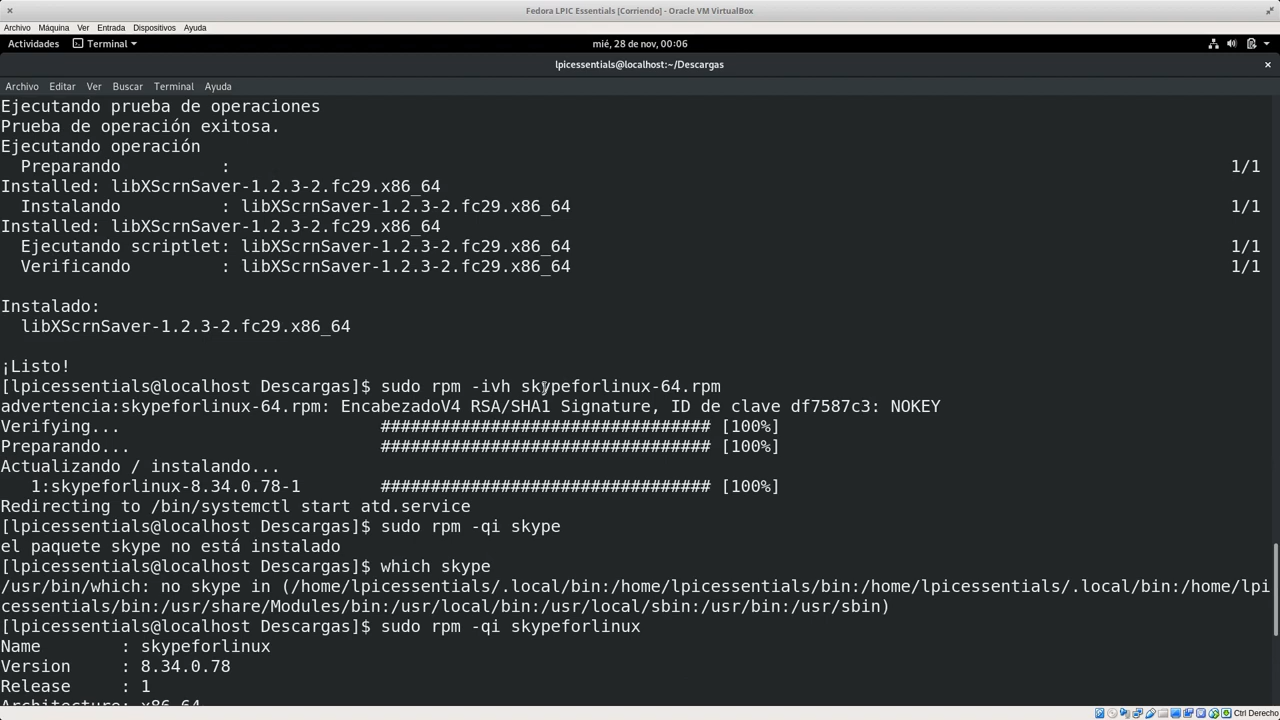 Fedora LPIC Essentials [Corriendo] - Oracle VM VirtualBox
Archivo Máquina Ver Entrada Dispositivos Ayuda
Actividades Terminal mié, 28 de nov, 00:06
lpicessentials@localhost:~/Descargas
Archivo Editar Ver Buscar Terminal Ayuda
Ejecutando prueba de operaciones
Prueba de operación exitosa.
Ejecutando operación
  Preparando          : 1/1
Installed: libXScrnSaver-1.2.3-2.fc29.x86_64
  Instalando          : libXScrnSaver-1.2.3-2.fc29.x86_64 1/1
Installed: libXScrnSaver-1.2.3-2.fc29.x86_64
  Ejecutando scriptlet: libXScrnSaver-1.2.3-2.fc29.x86_64 1/1
  Verificando         : libXScrnSaver-1.2.3-2.fc29.x86_64 1/1
Instalado:
  libXScrnSaver-1.2.3-2.fc29.x86_64
¡Listo!
[lpicessentials@localhost Descargas]$ sudo rpm -ivh skypeforlinux-64.rpm
advertencia:skypeforlinux-64.rpm: EncabezadoV4 RSA/SHA1 Signature, ID de clave df7587c3: NOKEY
Verifying...                          ################################# [100%]
Preparando...                         ################################# [100%]
Actualizando / instalando...
   1:skypeforlinux-8.34.0.78-1        ################################# [100%]
Redirecting to /bin/systemctl start atd.service
[lpicessentials@localhost Descargas]$ sudo rpm -qi skype
el paquete skype no está instalado
[lpicessentials@localhost Descargas]$ which skype
/usr/bin/which: no skype in (/home/lpicessentials/.local/bin:/home/lpicessentials/bin:/home/lpicessentials/.local/bin:/home/lpi
cessentials/bin:/usr/share/Modules/bin:/usr/local/bin:/usr/local/sbin:/usr/bin:/usr/sbin)
[lpicessentials@localhost Descargas]$ sudo rpm -qi skypeforlinux
Name        : skypeforlinux
Version     : 8.34.0.78
Release     : 1
Architecture: x86_64
Ctrl Derecho